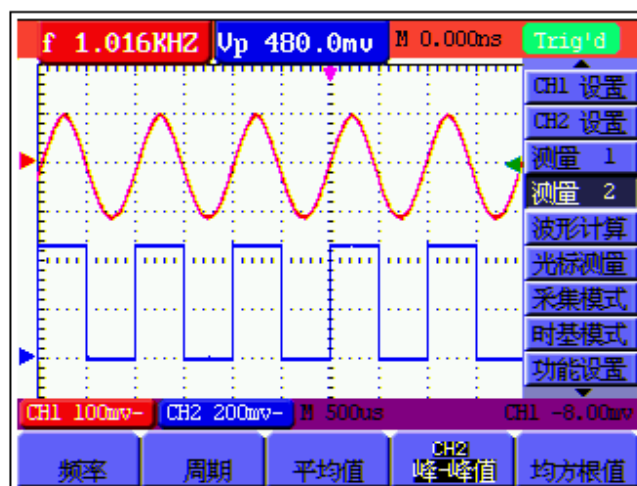 f 1.016KHZ Vp 480.0mv M 0.000ns Trig'd
CH1 设置
CH2 设置
测量 1
测量 2
波形计算
光标测量
采集模式
时基模式
功能设置
CH1 100mv~ CH2 200mv~ M 500us CH1 -8.00mv
频率 周期 平均值 CH2 峰-峰值 均方根值